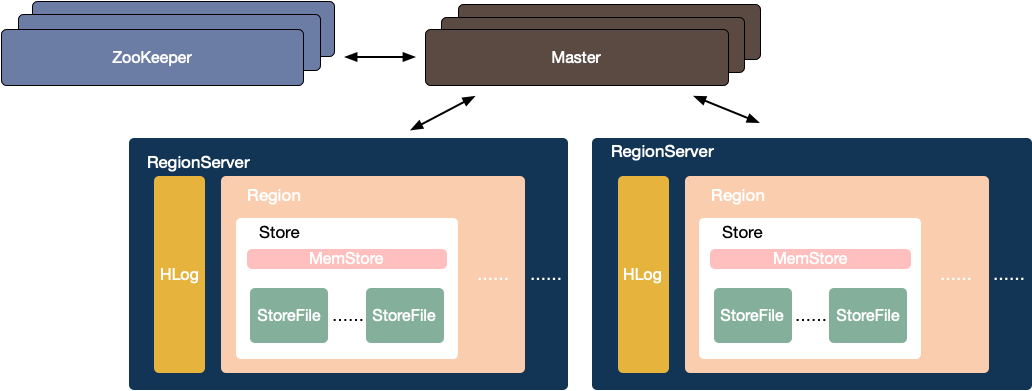 ZooKeeper
Master
RegionServer
HLog
Region
Store
MemStore
StoreFile ...... StoreFile
......
......
RegionServer
HLog
Region
Store
MemStore
StoreFile ...... StoreFile
......
......